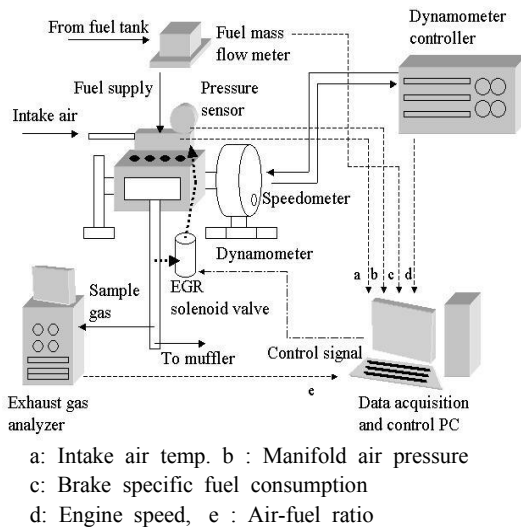 From fuel tank
Fuel mass
flow meter
Dynamometer
controller
Fuel supply
Pressure
sensor
Intake air
Speedometer
Dynamometer
a b c d
EGR
solenoid valve
Sample
gas
To muffler
Control signal
e
Exhaust gas
analyzer
Data acquisition
and control PC
a: Intake air temp. b : Manifold air pressure
c: Brake specific fuel consumption
d: Engine speed, e : Air-fuel ratio